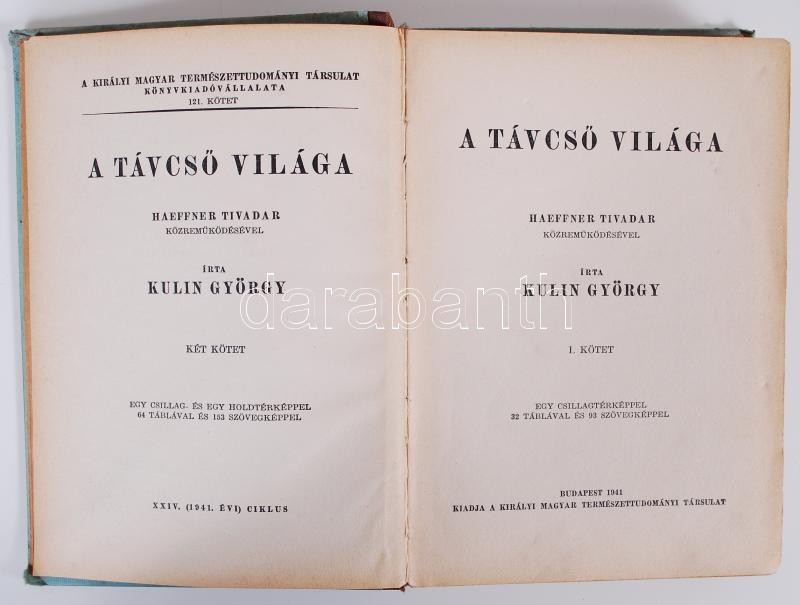 A KIRÁLYI MAGYAR TERMÉSZETTUDOMÁNYI TÁRSULAT
KÖNYVKIADÓVÁLLALATA
121. KÖTET
A TÁVCSŐ VILÁGA
HAEFFNER TIVADAR
KÖZREMŰKÖDÉSÉVEL
ÍRTA
KULIN GYÖRGY
KÉT KÖTET
EGY CSILLAG- ÉS EGY HOLDTÉRKÉPPEL
64 TÁBLÁVAL ÉS 153 SZÖVEGKÉPPEL
XXIV. (1941. ÉVI) CIKLUS
A TÁVCSŐ VILÁGA
HAEFFNER TIVADAR
KÖZREMŰKÖDÉSÉVEL
ÍRTA
KULIN GYÖRGY
I. KÖTET
EGY CSILLAGTÉRKÉPPEL
32 TÁBLÁVAL ÉS 93 SZÖVEGKÉPPEL
BUDAPEST 1941
KIADJA A KIRÁLYI MAGYAR TERMÉSZETTUDOMÁNYI TÁRSULAT
darabanth